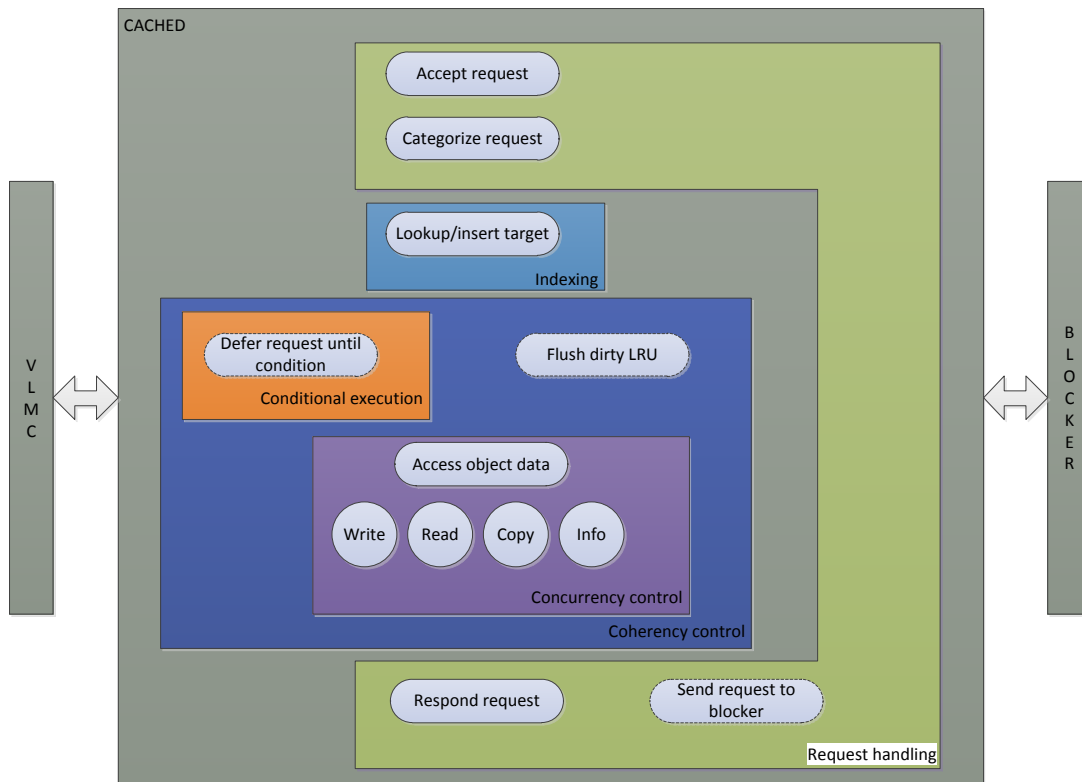 CACHED
Accept request
Categorize request
Lookup/insert target
Indexing
Defer request until
condition
Flush dirty LRU
Conditional execution
Access object data
Write
Read
Copy
Info
Concurrency control
Coherency control
Respond request
Send request to
blocker
Request handling
V
L
M
C
B
L
O
C
K
E
R